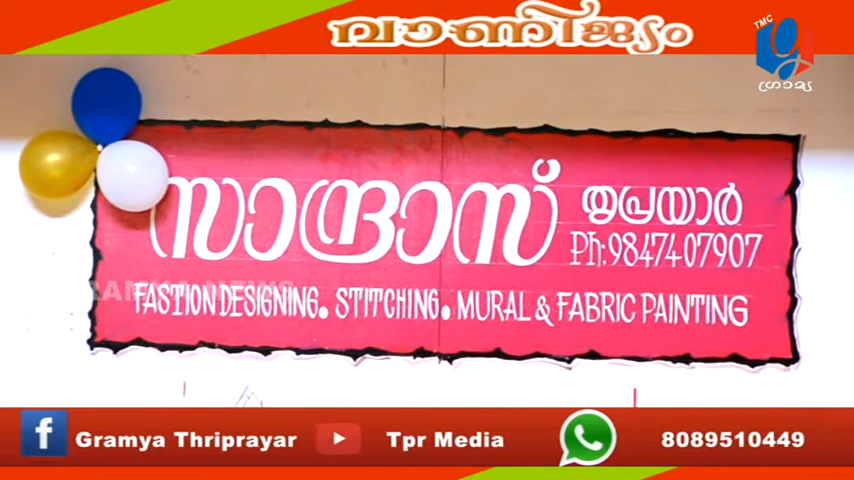 വാണിജ്യം
TMC
ഗ്രാമ്യ
സാന്ദ്രാസ്
തൃപ്രയാർ
Ph:9847407907
FASTION DESIGNING. STITCHING. MURAL & FABRIC PAINTING
Gramya Thriprayar
Tpr Media
8089510449